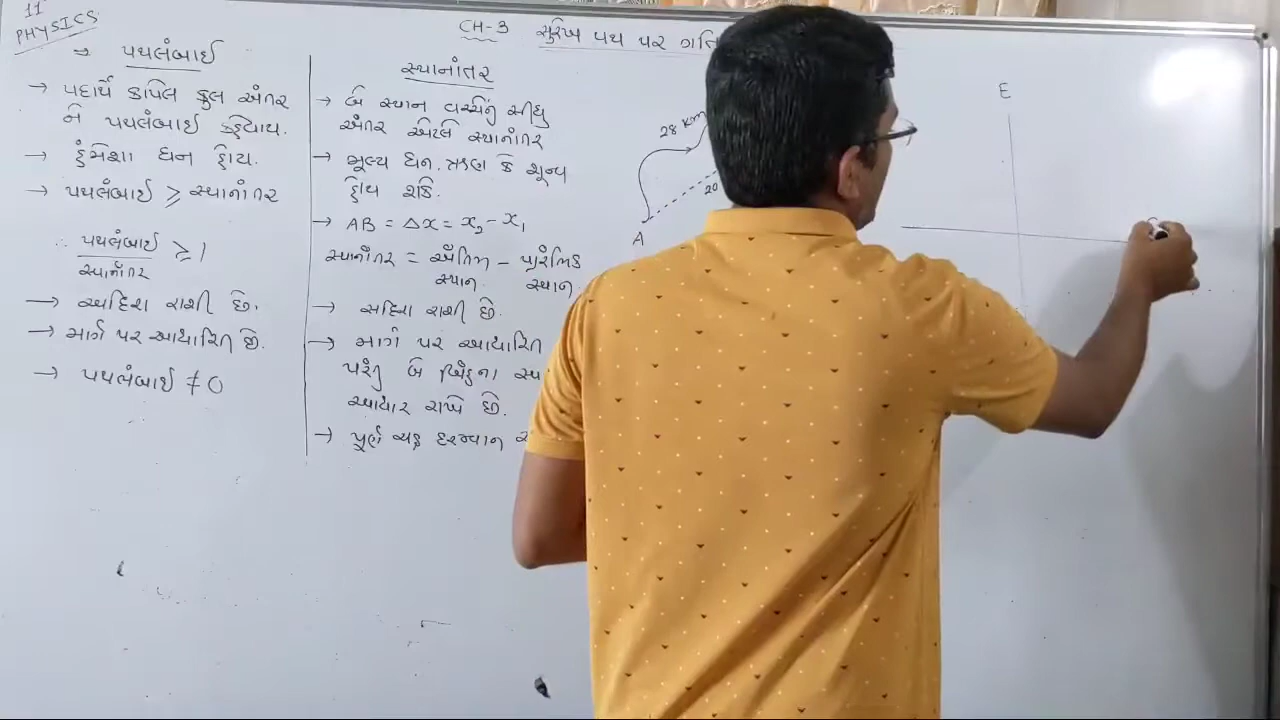 11
PHYSICS
CH-3 સુરેખ પથ પર ગતિ
→ પથલંબાઈ
→ પદાર્થે કાપેલ કુલ અંતર
ને પથલંબાઈ કહેવાય.
→ હંમેશા ધન હોય.
→ પથલંબાઈ ⩾ સ્થાનાંતર
∴ પથલંબાઈ / સ્થાનાંતર ⩾ 1
→ અદિશ રાશી છે.
→ માર્ગ પર આધારિત છે.
→ પથલંબાઈ ≠ 0
સ્થાનાંતર
→ બે સ્થાન વચ્ચેનું સીધુ
અંતર એટલે સ્થાનાંતર
→ મૂલ્ય ધન, ઋણ કે શૂન્ય
હોય શકે.
→ AB = Δx = x₂ - x₁
સ્થાનાંતર = અંતિમ સ્થાન - પ્રારંભિક સ્થાન
→ સદિશ રાશી છે.
→ માર્ગ પર આધારિત
પરંતુ બે બિંદુના
આધાર રાખે છે.
→ પૂર્ણ ચક્ર દરમ્યાન
28 Km
20
A
E